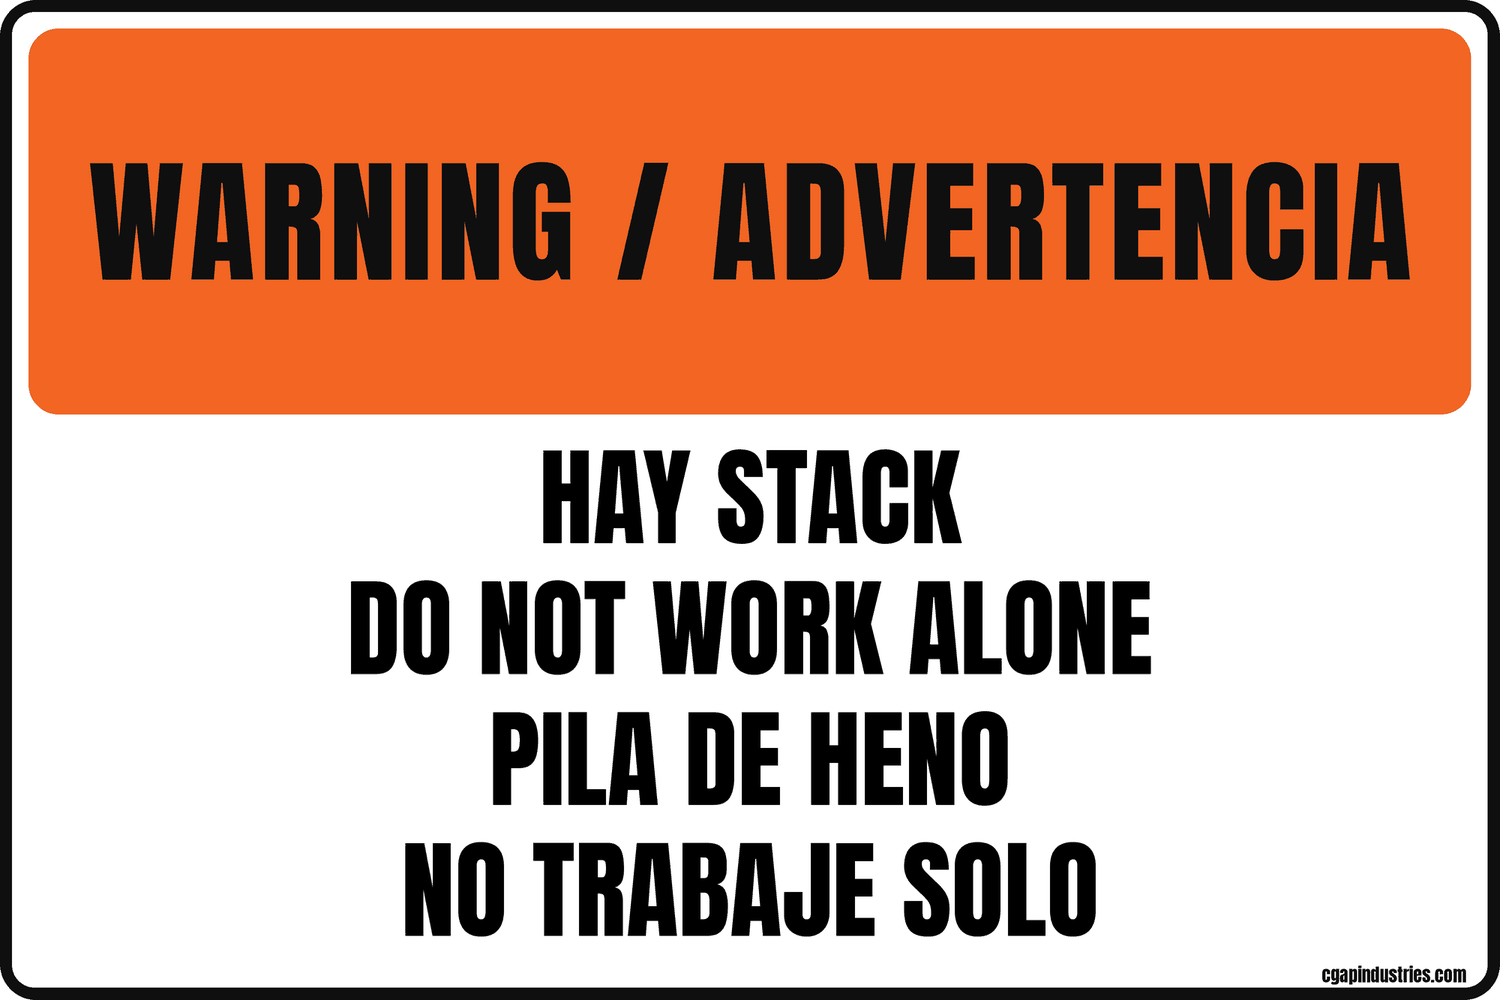 WARNING / ADVERTENCIA
HAY STACK
DO NOT WORK ALONE
PILA DE HENO
NO TRABAJE SOLO
cgapindustries.com